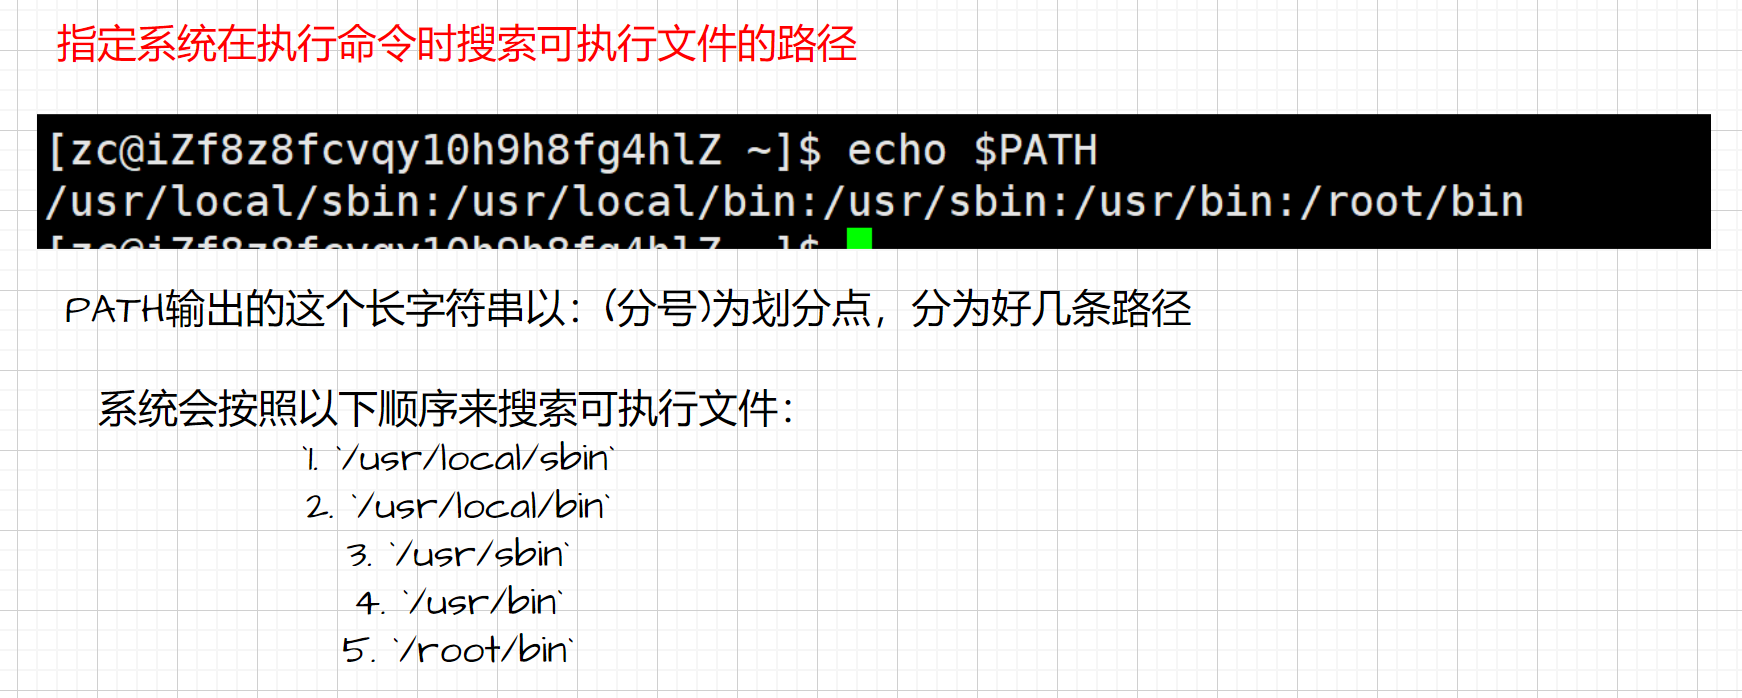 指定系统在执行命令时搜索可执行文件的路径
[zc@iZf8z8fcvqy10h9h8fg4hlZ ~]$ echo $PATH
/usr/local/sbin:/usr/local/bin:/usr/sbin:/usr/bin:/root/bin
[zc@iZf8z8fcvqy10h9h8fg4hlZ ~]$
PATH输出的这个长字符串以：(分号)为划分点，分为好几条路径
系统会按照以下顺序来搜索可执行文件：
`1. `/usr/local/sbin`
2. `/usr/local/bin`
3. `/usr/sbin`
4. `/usr/bin`
5. `/root/bin`